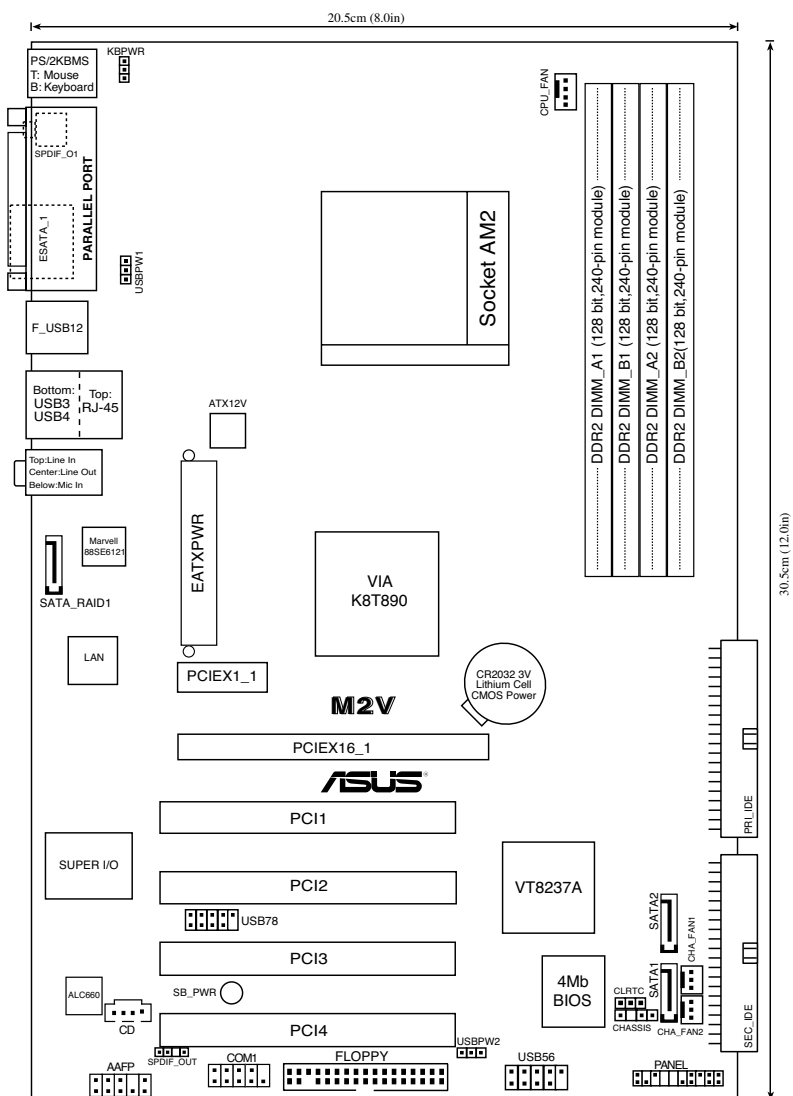 20.5cm (8.0in)
PS/2KBMS
T: Mouse
B: Keyboard
KBPWR
CPU_FAN
SPDIF_O1
PARALLEL PORT
ESATA_1
USBPW1
Socket AM2
DDR2 DIMM_A1 (128 bit,240-pin module)
DDR2 DIMM_B1 (128 bit,240-pin module)
DDR2 DIMM_A2 (128 bit,240-pin module)
DDR2 DIMM_B2(128 bit,240-pin module)
F_USB12
Bottom:
USB3
USB4
Top:
RJ-45
ATX12V
Top:Line In
Center:Line Out
Below:Mic In
EATXPWR
Marvell
88SE6121
SATA_RAID1
VIA
K8T890
30.5cm (12.0in)
LAN
PCIEX1_1
CR2032 3V
Lithium Cell
CMOS Power
M2V
PCIEX16_1
ASUS®
PRI_IDE
PCI1
SUPER I/O
PCI2
VT8237A
USB78
SATA2
CHA_FAN1
PCI3
ALC660
SB_PWR
4Mb
BIOS
CLRTC
SATA1
CD
CHASSIS
CHA_FAN2
SEC_IDE
PCI4
SPDIF_OUT
USBPW2
AAFP
COM1
FLOPPY
USB56
PANEL